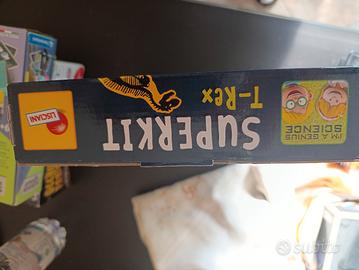 SUPERKIT
T-Rex
LISCIANI
I'M A GENIUS
SCIENCE
subito